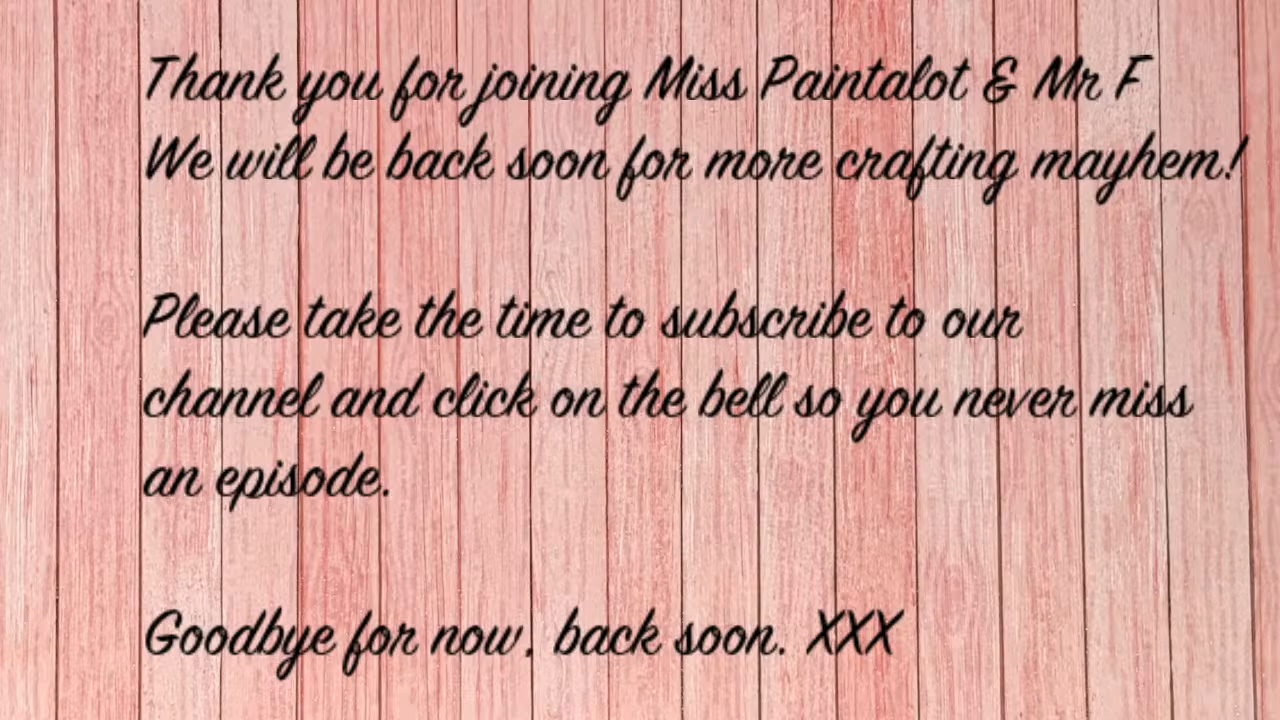 Thank you for joining Miss Paintalot & Mr F
We will be back soon for more crafting mayhem!
Please take the time to subscribe to our
channel and click on the bell so you never miss
an episode.
Goodbye for now, back soon. XXX